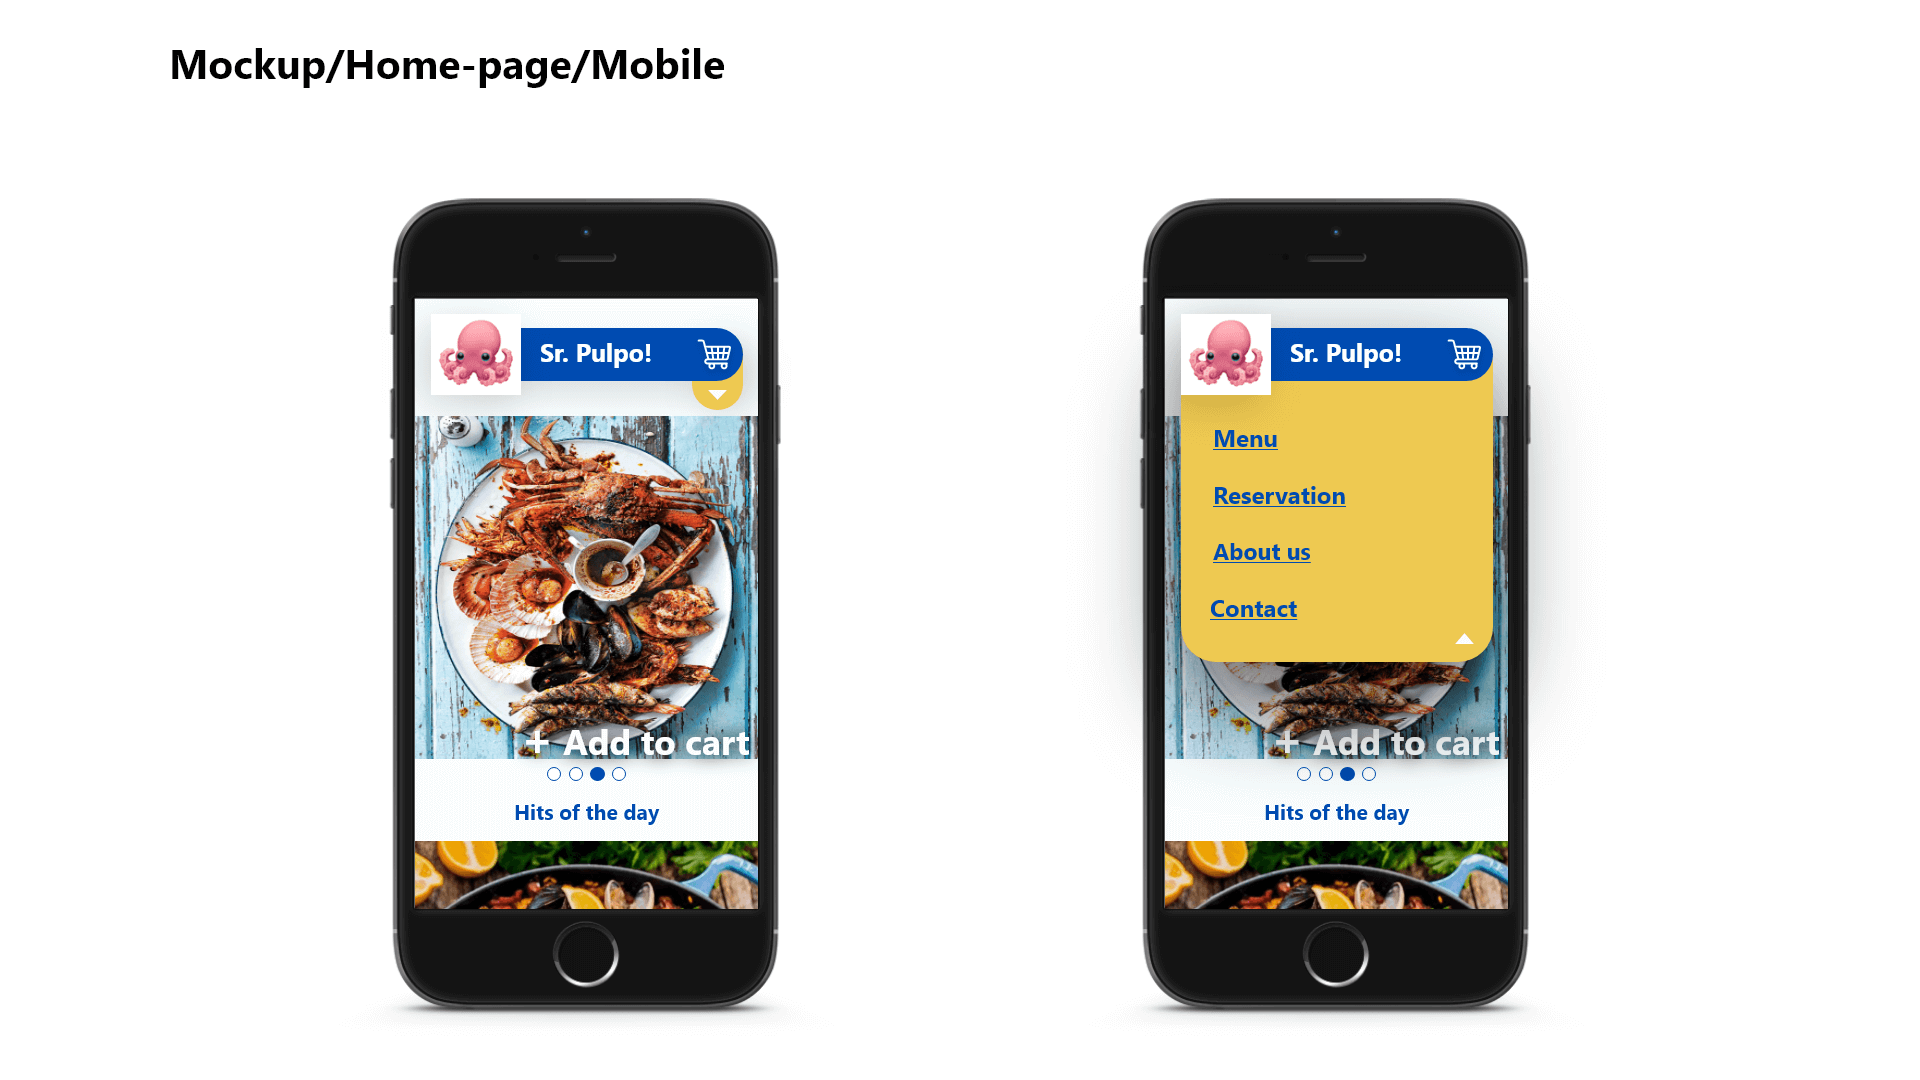 Mockup/Home-page/Mobile
Sr. Pulpo!
+ Add to cart
Hits of the day
Sr. Pulpo!
Menu
Reservation
About us
Contact
+ Add to cart
Hits of the day